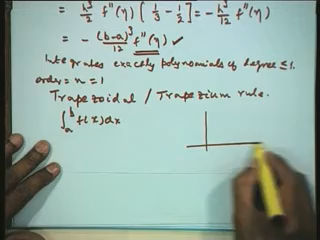 = h³/2 f''(η) [1/3 - 1/2] = - h³/12 f''(η)
= - (b-a)³/12 f''(η) ✓
Integrates exactly polynomials of degree ≤ 1.
order = n = 1
Trapezoidal / Trapezium rule.
∫ₐᵇ f(x) dx